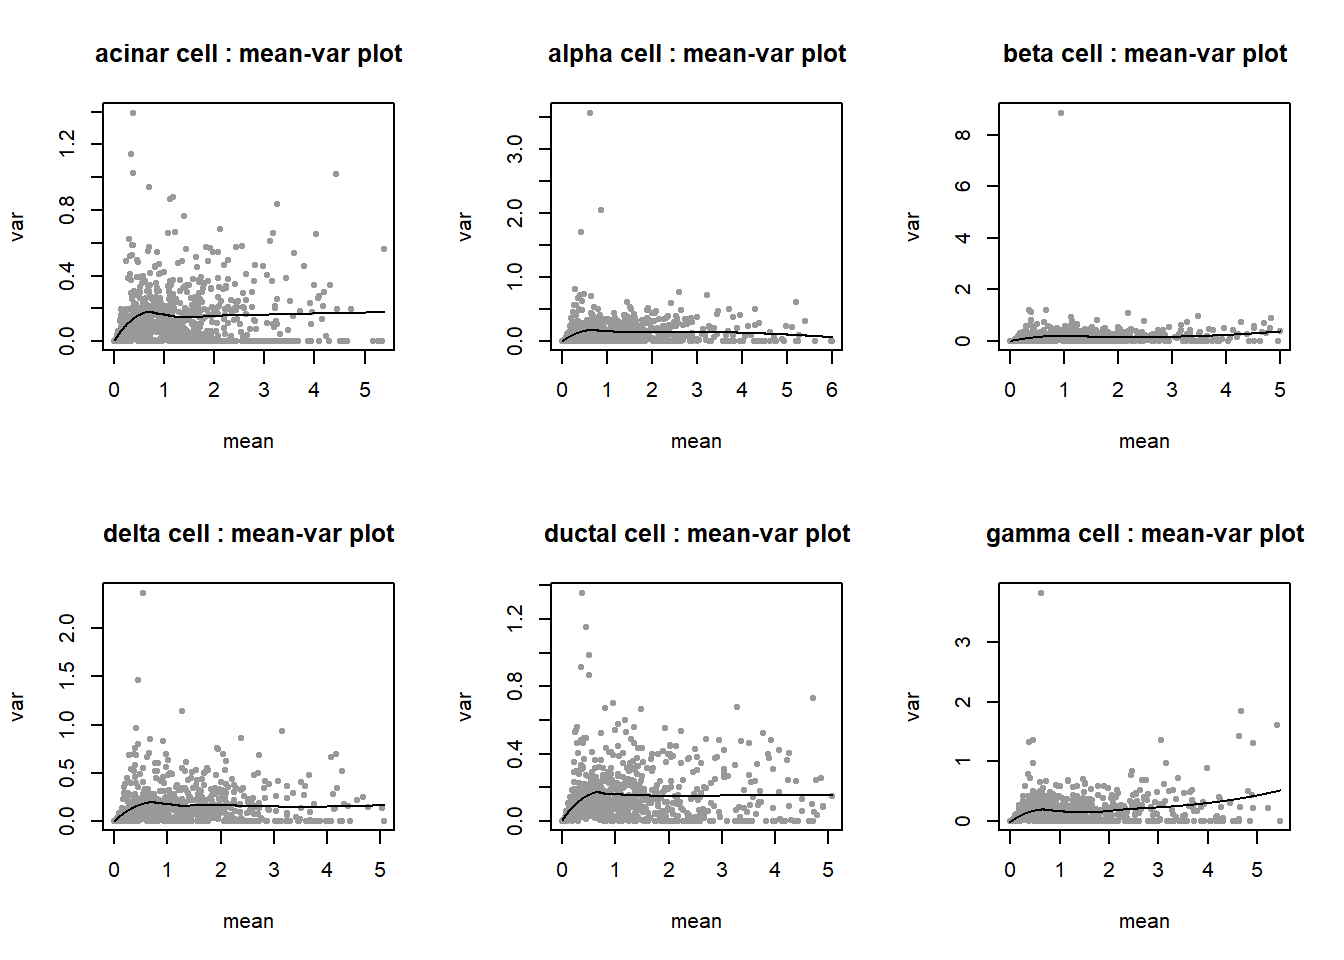 acinar cell : mean-var plot
var
0.0 0.4 0.8 1.2
0 1 2 3 4 5
mean
alpha cell : mean-var plot
var
0.0 1.0 2.0 3.0
0 1 2 3 4 5 6
mean
beta cell : mean-var plot
var
0 2 4 6 8
0 1 2 3 4 5
mean
delta cell : mean-var plot
var
0.0 0.5 1.0 1.5 2.0
0 1 2 3 4 5
mean
ductal cell : mean-var plot
var
0.0 0.4 0.8 1.2
0 1 2 3 4 5
mean
gamma cell : mean-var plot
var
0 1 2 3
0 1 2 3 4 5
mean